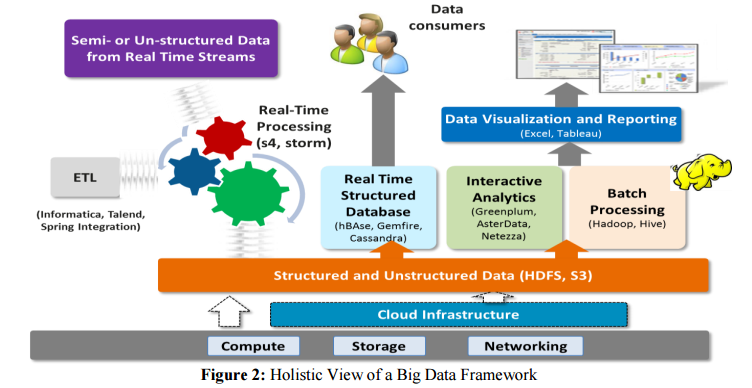 Semi- or Un-structured Data
from Real Time Streams
Data
consumers
Real-Time
Processing
(s4, storm)
Data Visualization and Reporting
(Excel, Tableau)
ETL
(Informatica, Talend,
Spring Integration)
Real Time
Structured
Database
(hBAse, Gemfire,
Cassandra)
Interactive
Analytics
(Greenplum,
AsterData,
Netezza)
Batch
Processing
(Hadoop, Hive)
Structured and Unstructured Data (HDFS, S3)
Cloud Infrastructure
Compute
Storage
Networking
Figure 2: Holistic View of a Big Data Framework